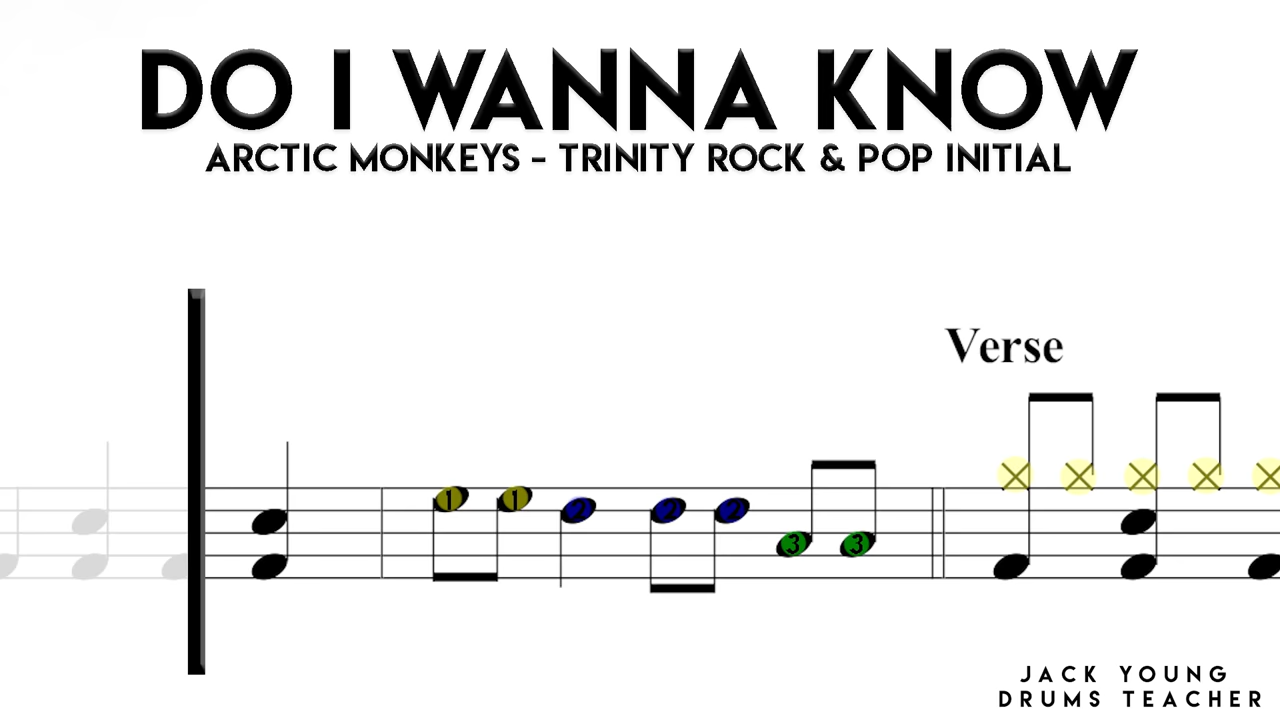 DO I WANNA KNOW
ARCTIC MONKEYS - TRINITY ROCK & POP INITIAL
Verse
1 1 2 2 2 3 3
JACK YOUNG
DRUMS TEACHER